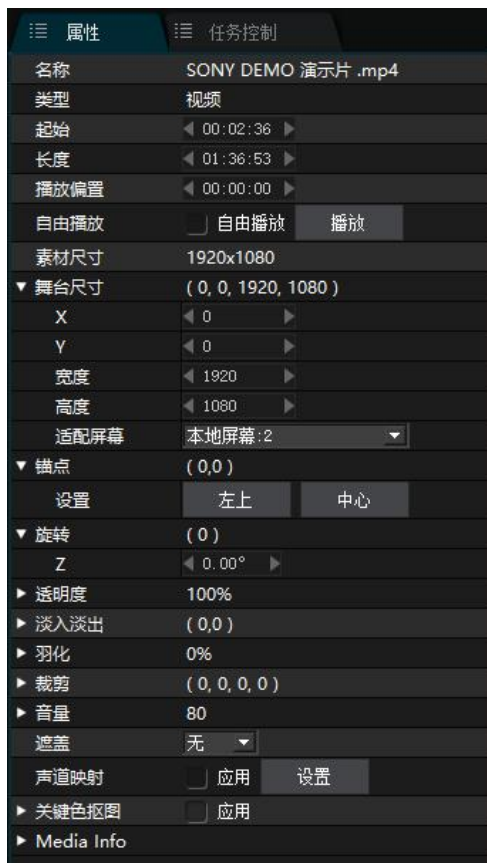 属性 任务控制
名称 SONY DEMO 演示片 .mp4
类型 视频
起始 00:02:36
长度 01:36:53
播放偏置 00:00:00
自由播放 自由播放 播放
素材尺寸 1920x1080
舞台尺寸 ( 0, 0, 1920, 1080 )
X 0
Y 0
宽度 1920
高度 1080
适配屏幕 本地屏幕:2
锚点 ( 0,0 )
设置 左上 中心
旋转 ( 0 )
Z 0.00°
透明度 100%
淡入淡出 ( 0,0 )
羽化 0%
裁剪 ( 0, 0, 0, 0 )
音量 80
遮盖 无
声道映射 应用 设置
关键色抠图 应用
Media Info